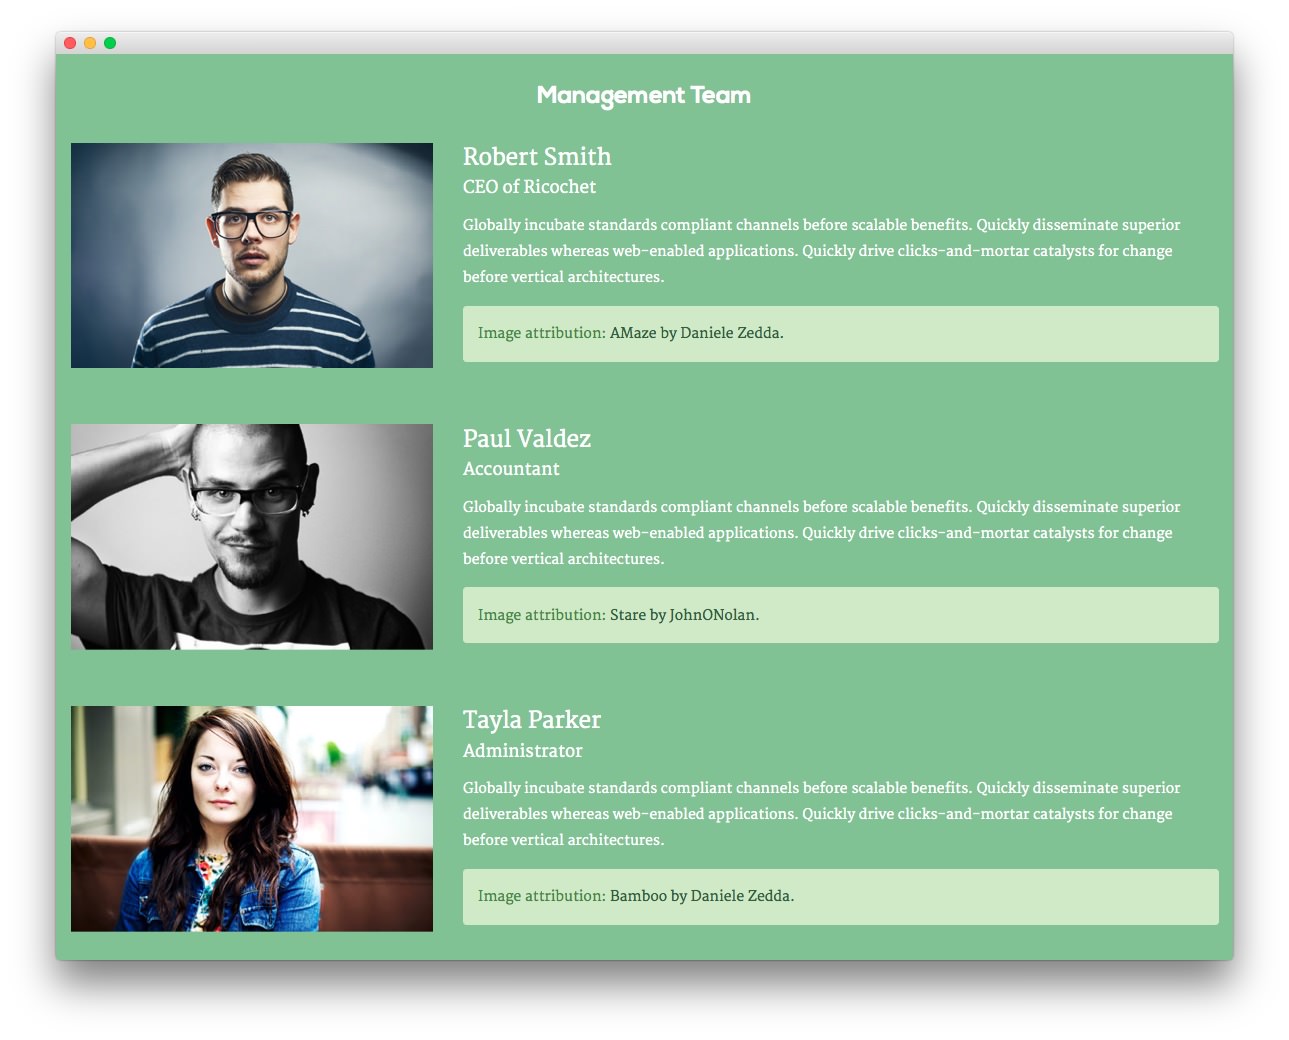 Management Team
Robert Smith
CEO of Ricochet
Globally incubate standards compliant channels before scalable benefits. Quickly disseminate superior
deliverables whereas web-enabled applications. Quickly drive clicks-and-mortar catalysts for change
before vertical architectures.
Image attribution: AMaze by Daniele Zedda.
Paul Valdez
Accountant
Globally incubate standards compliant channels before scalable benefits. Quickly disseminate superior
deliverables whereas web-enabled applications. Quickly drive clicks-and-mortar catalysts for change
before vertical architectures.
Image attribution: Stare by JohnONolan.
Tayla Parker
Administrator
Globally incubate standards compliant channels before scalable benefits. Quickly disseminate superior
deliverables whereas web-enabled applications. Quickly drive clicks-and-mortar catalysts for change
before vertical architectures.
Image attribution: Bamboo by Daniele Zedda.